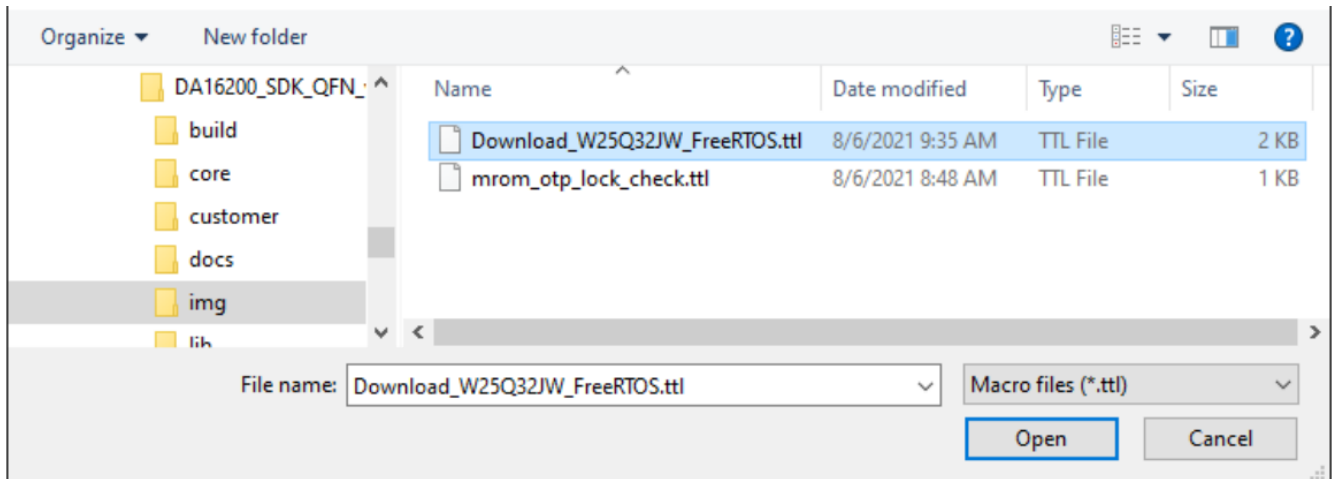 Organize New folder
DA16200_SDK_QFN_
build
core
customer
docs
img
lib
Name Date modified Type Size
Download_W25Q32JW_FreeRTOS.ttl 8/6/2021 9:35 AM TTL File 2 KB
mrom_otp_lock_check.ttl 8/6/2021 8:48 AM TTL File 1 KB
File name: Download_W25Q32JW_FreeRTOS.ttl Macro files (*.ttl)
Open Cancel